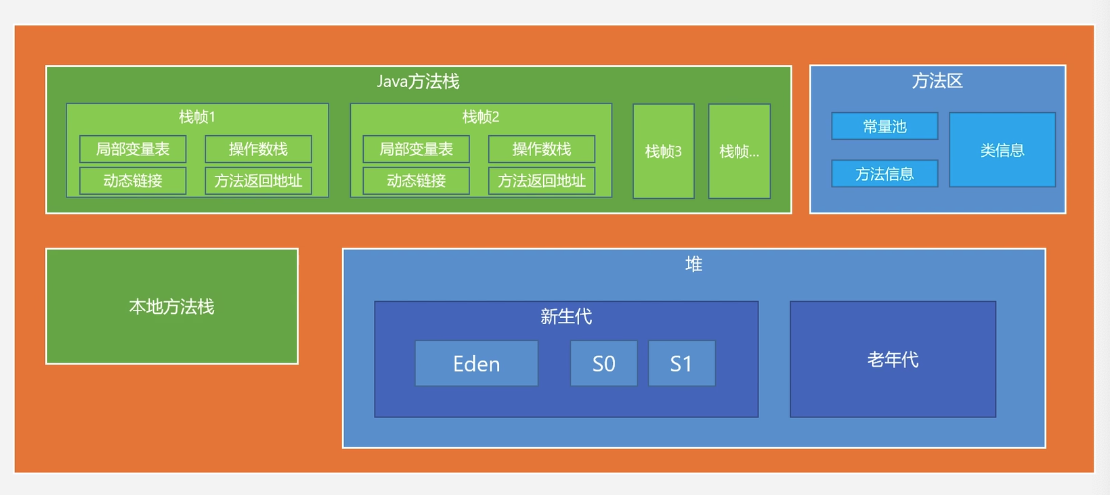 Java方法栈
栈帧1
局部变量表
操作数栈
动态链接
方法返回地址
栈帧2
局部变量表
操作数栈
动态链接
方法返回地址
栈帧3
栈帧...
方法区
常量池
方法信息
类信息
本地方法栈
堆
新生代
Eden
S0
S1
老年代